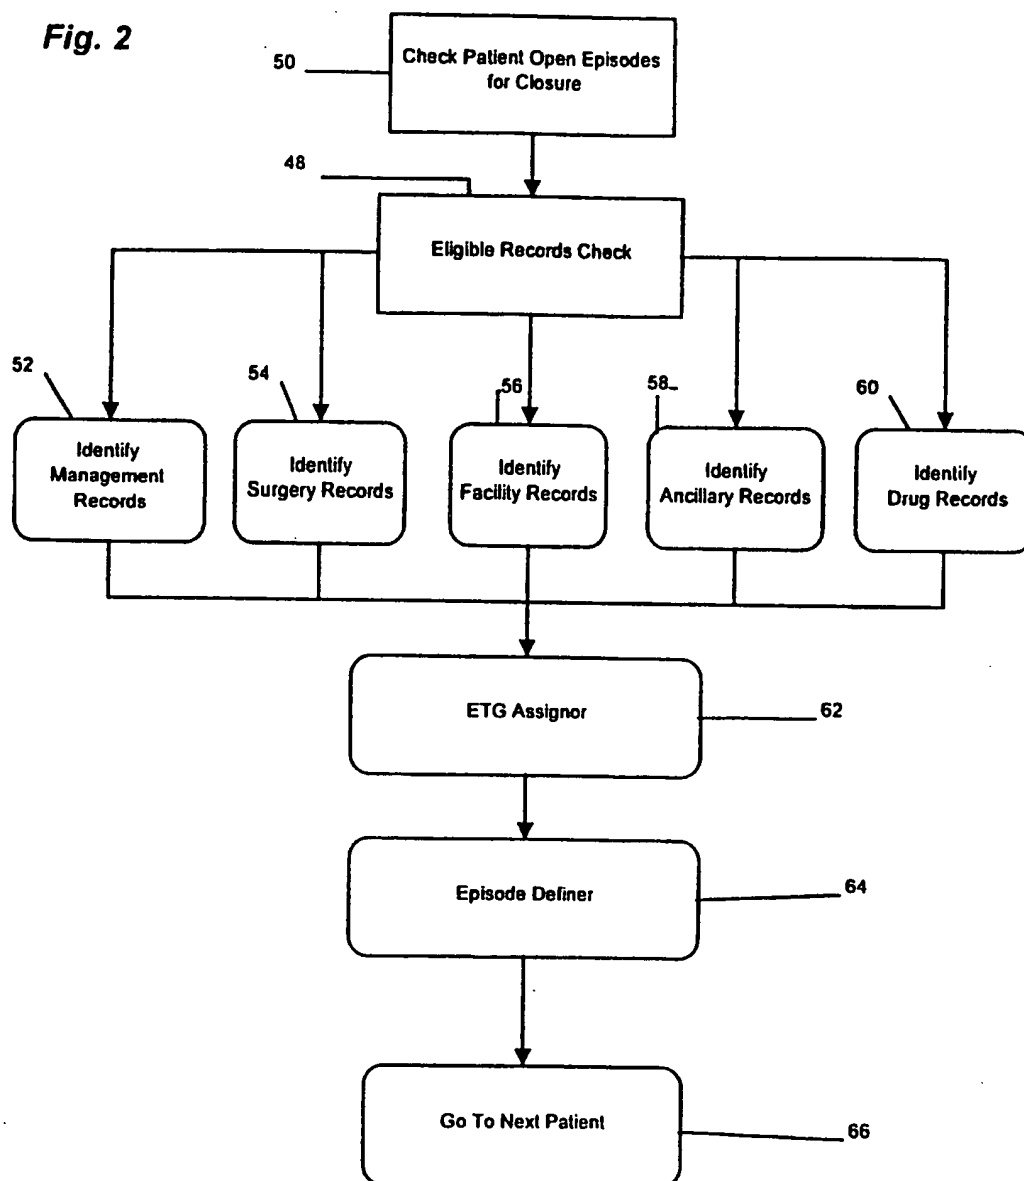 Fig. 2
50
Check Patient Open Episodes
for Closure
48
Eligible Records Check
52
Identify
Management
Records
54
Identify
Surgery Records
56
Identify
Facility Records
58
Identify
Ancillary Records
60
Identify
Drug Records
ETG Assignor
62
Episode Definer
64
Go To Next Patient
66